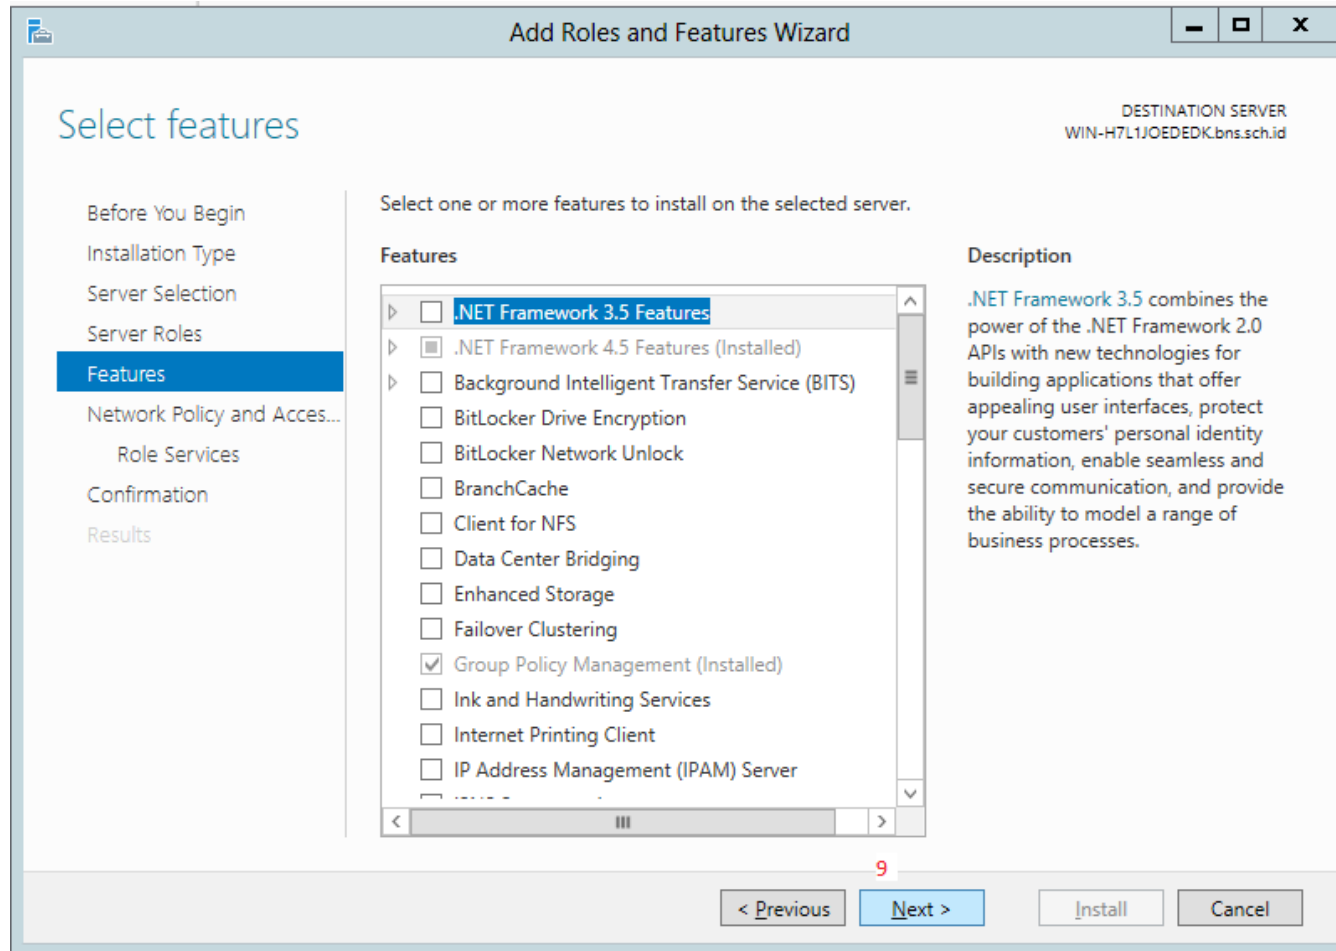 Add Roles and Features Wizard
Select features
DESTINATION SERVER
WIN-H7L1JOEDEDK.bns.sch.id
Before You Begin
Installation Type
Server Selection
Server Roles
Features
Network Policy and Acces...
Role Services
Confirmation
Results
Select one or more features to install on the selected server.
Features
.NET Framework 3.5 Features
.NET Framework 4.5 Features (Installed)
Background Intelligent Transfer Service (BITS)
BitLocker Drive Encryption
BitLocker Network Unlock
BranchCache
Client for NFS
Data Center Bridging
Enhanced Storage
Failover Clustering
Group Policy Management (Installed)
Ink and Handwriting Services
Internet Printing Client
IP Address Management (IPAM) Server
Description
.NET Framework 3.5 combines the
power of the .NET Framework 2.0
APIs with new technologies for
building applications that offer
appealing user interfaces, protect
your customers' personal identity
information, enable seamless and
secure communication, and provide
the ability to model a range of
business processes.
9
< Previous
Next >
Install
Cancel